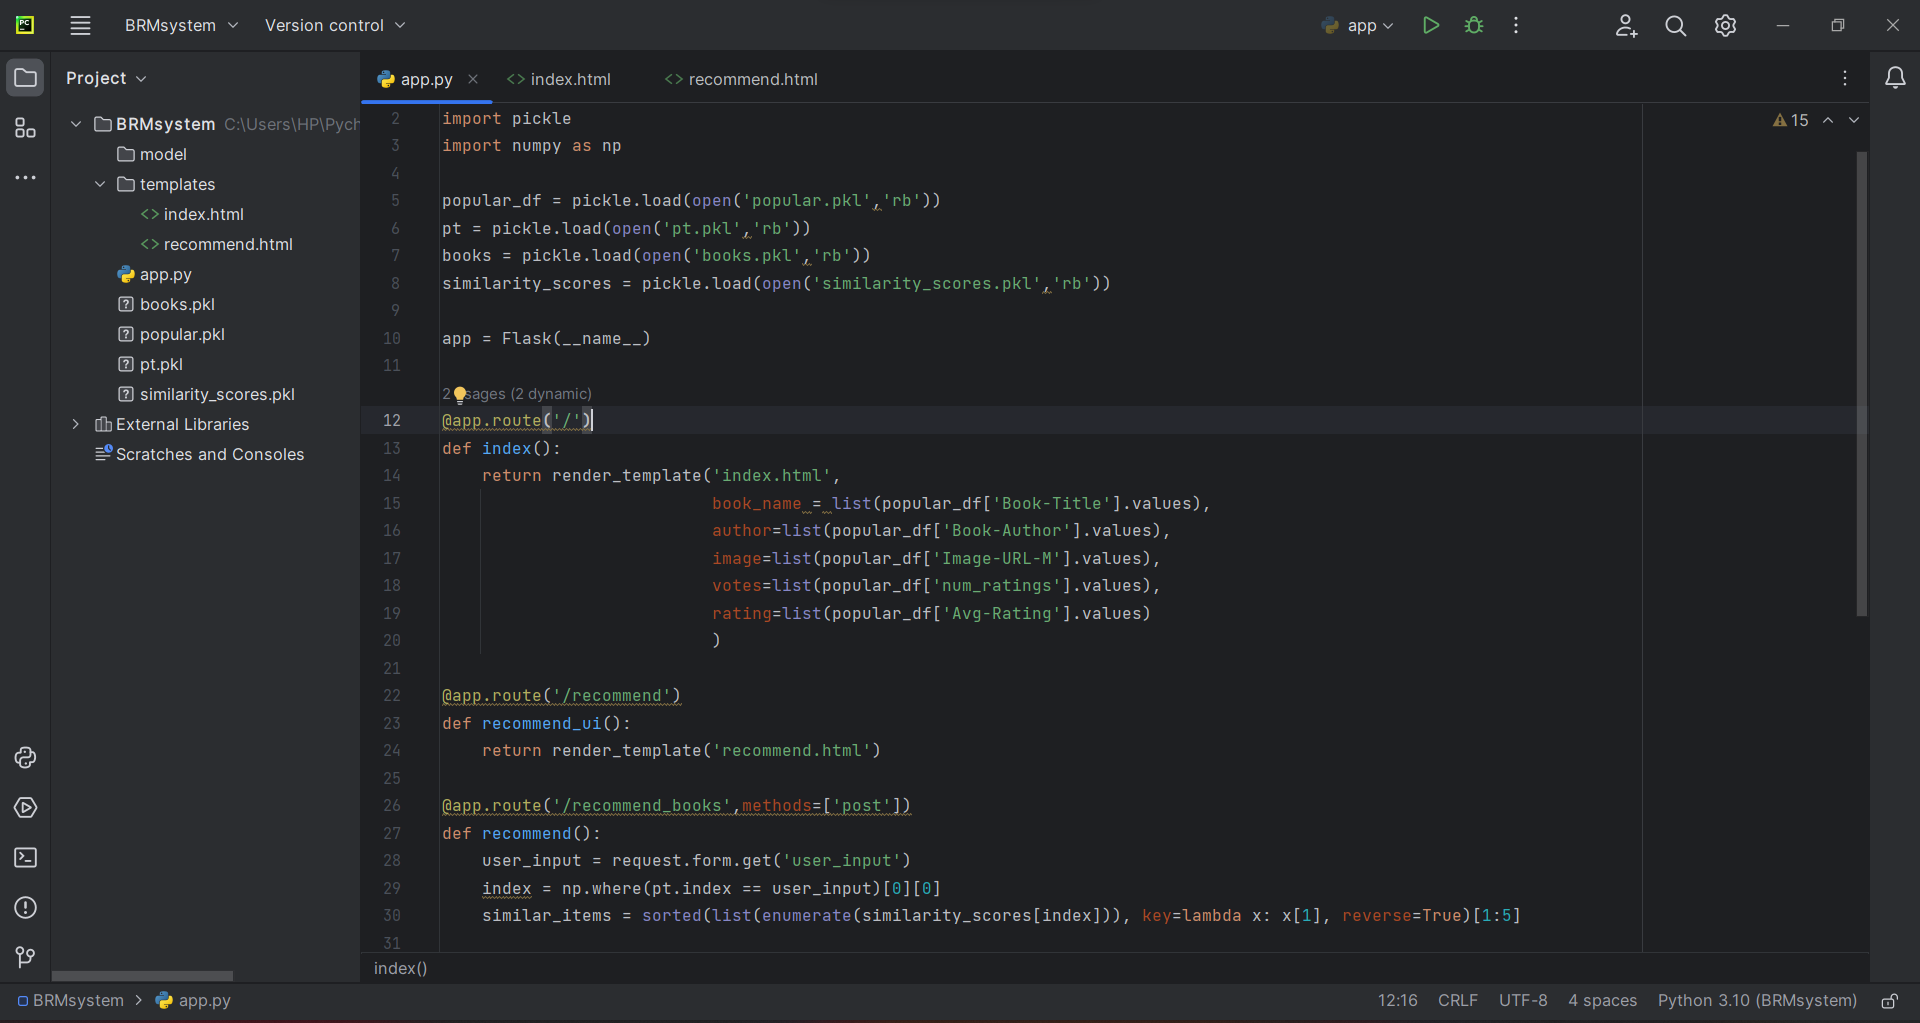 PC
BRMsystem
Version control
app
Project
app.py
index.html
recommend.html
BRMsystem C:\Users\HP\Pych
model
templates
index.html
recommend.html
app.py
books.pkl
popular.pkl
pt.pkl
similarity_scores.pkl
External Libraries
Scratches and Consoles
15
2 import pickle
3 import numpy as np
4
5 popular_df = pickle.load(open('popular.pkl','rb'))
6 pt = pickle.load(open('pt.pkl','rb'))
7 books = pickle.load(open('books.pkl','rb'))
8 similarity_scores = pickle.load(open('similarity_scores.pkl','rb'))
9
10 app = Flask(__name__)
11
2 usages (2 dynamic)
12 @app.route('/')
13 def index():
14 return render_template('index.html',
15 book_name = list(popular_df['Book-Title'].values),
16 author=list(popular_df['Book-Author'].values),
17 image=list(popular_df['Image-URL-M'].values),
18 votes=list(popular_df['num_ratings'].values),
19 rating=list(popular_df['Avg-Rating'].values)
20 )
21
22 @app.route('/recommend')
23 def recommend_ui():
24 return render_template('recommend.html')
25
26 @app.route('/recommend_books',methods=['post'])
27 def recommend():
28 user_input = request.form.get('user_input')
29 index = np.where(pt.index == user_input)[0][0]
30 similar_items = sorted(list(enumerate(similarity_scores[index])), key=lambda x: x[1], reverse=True)[1:5]
31
index()
BRMsystem > app.py
12:16 CRLF UTF-8 4 spaces Python 3.10 (BRMsystem)